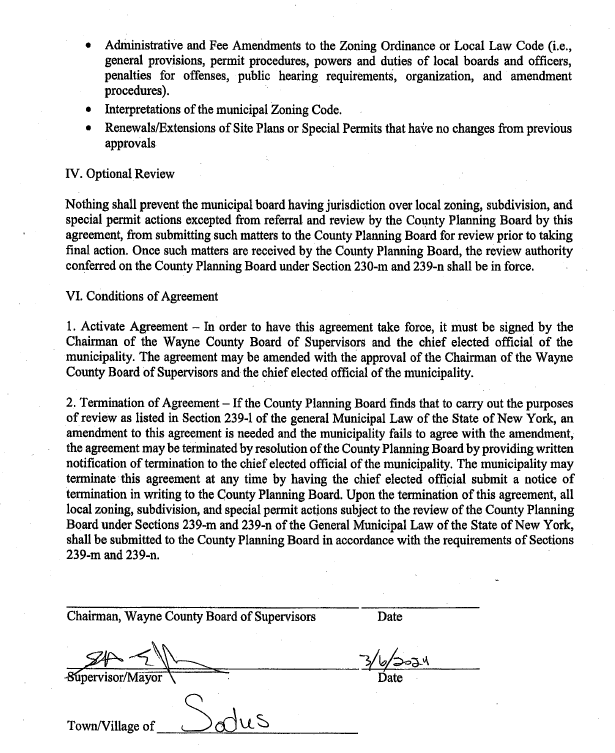 • Administrative and Fee Amendments to the Zoning Ordinance or Local Law Code (i.e.,
general provisions, permit procedures, powers and duties of local boards and officers,
penalties for offenses, public hearing requirements, organization, and amendment
procedures).
• Interpretations of the municipal Zoning Code.
• Renewals/Extensions of Site Plans or Special Permits that have no changes from previous
approvals
IV. Optional Review
Nothing shall prevent the municipal board having jurisdiction over local zoning, subdivision, and
special permit actions excepted from referral and review by the County Planning Board by this
agreement, from submitting such matters to the County Planning Board for review prior to taking
final action. Once such matters are received by the County Planning Board, the review authority
conferred on the County Planning Board under Section 230-m and 239-n shall be in force.
VI. Conditions of Agreement
1. Activate Agreement – In order to have this agreement take force, it must be signed by the
Chairman of the Wayne County Board of Supervisors and the chief elected official of the
municipality. The agreement may be amended with the approval of the Chairman of the Wayne
County Board of Supervisors and the chief elected official of the municipality.
2. Termination of Agreement – If the County Planning Board finds that to carry out the purposes
of review as listed in Section 239-l of the general Municipal Law of the State of New York, an
amendment to this agreement is needed and the municipality fails to agree with the amendment,
the agreement may be terminated by resolution of the County Planning Board by providing written
notification of termination to the chief elected official of the municipality. The municipality may
terminate this agreement at any time by having the chief elected official submit a notice of
termination in writing to the County Planning Board. Upon the termination of this agreement, all
local zoning, subdivision, and special permit actions subject to the review of the County Planning
Board under Sections 239-m and 239-n of the General Municipal Law of the State of New York,
shall be submitted to the County Planning Board in accordance with the requirements of Sections
239-m and 239-n.
Chairman, Wayne County Board of Supervisors Date
3/6/2024
Supervisor/Mayor Date
Town/Village of Sodus